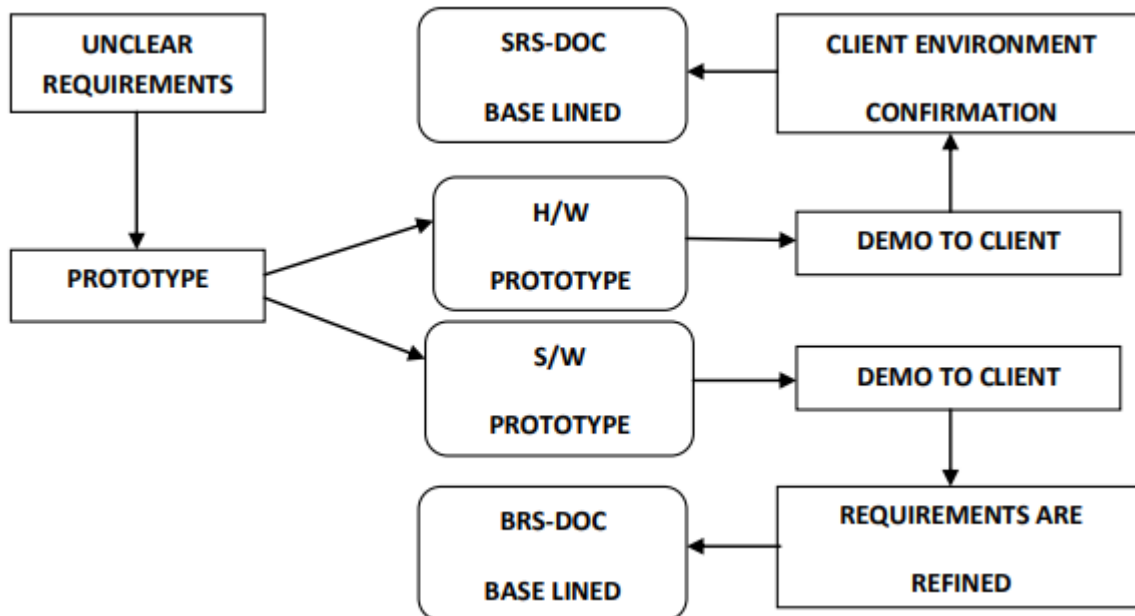 UNCLEAR
REQUIREMENTS
SRS-DOC
BASE LINED
CLIENT ENVIRONMENT
CONFIRMATION
PROTOTYPE
H/W
PROTOTYPE
DEMO TO CLIENT
S/W
PROTOTYPE
DEMO TO CLIENT
BRS-DOC
BASE LINED
REQUIREMENTS ARE
REFINED